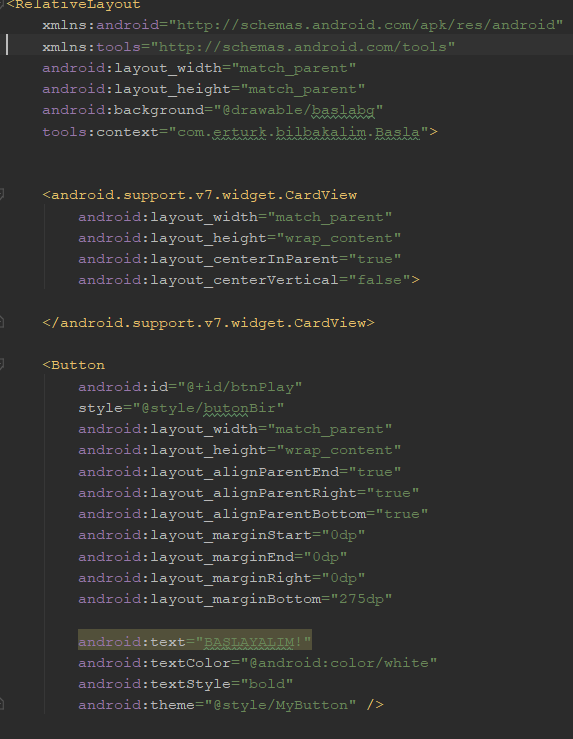 <RelativeLayout
xmlns:android="http://schemas.android.com/apk/res/android"
xmlns:tools="http://schemas.android.com/tools"
android:layout_width="match_parent"
android:layout_height="match_parent"
android:background="@drawable/baslabg"
tools:context="com.erturk.bilbakalim.Basla">
<android.support.v7.widget.CardView
android:layout_width="match_parent"
android:layout_height="wrap_content"
android:layout_centerInParent="true"
android:layout_centerVertical="false">
</android.support.v7.widget.CardView>
<Button
android:id="@+id/btnPlay"
style="@style/butonBir"
android:layout_width="match_parent"
android:layout_height="wrap_content"
android:layout_alignParentEnd="true"
android:layout_alignParentRight="true"
android:layout_alignParentBottom="true"
android:layout_marginStart="0dp"
android:layout_marginEnd="0dp"
android:layout_marginRight="0dp"
android:layout_marginBottom="275dp"
android:text="BAŞLAYALIM!"
android:textColor="@android:color/white"
android:textStyle="bold"
android:theme="@style/MyButton" />